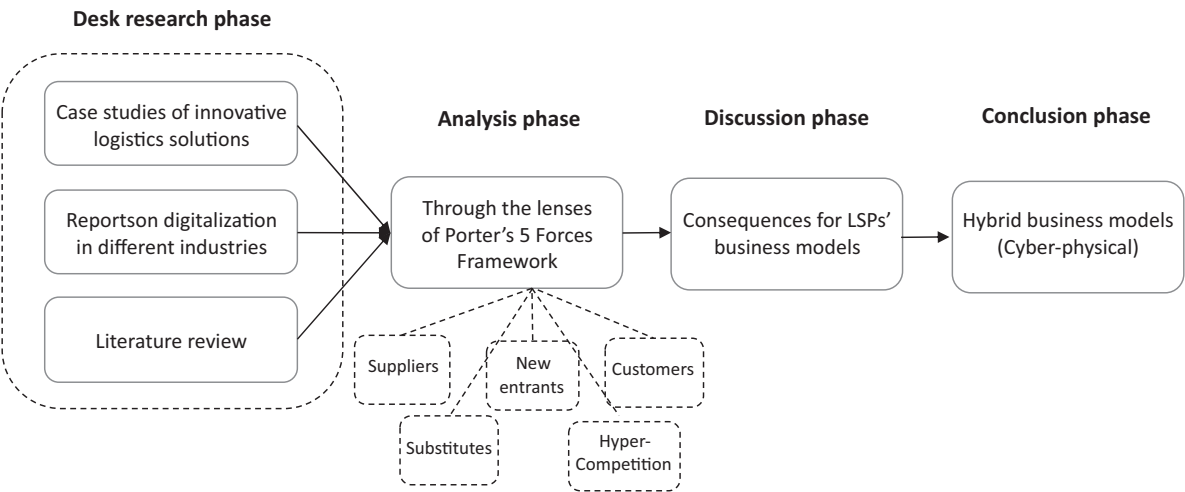 Desk research phase
Case studies of innovative
logistics solutions
Reportson digitalization
in different industries
Literature review
Analysis phase
Through the lenses
of Porter's 5 Forces
Framework
Suppliers
New
entrants
Customers
Substitutes
Hyper-
Competition
Discussion phase
Consequences for LSPs'
business models
Conclusion phase
Hybrid business models
(Cyber-physical)